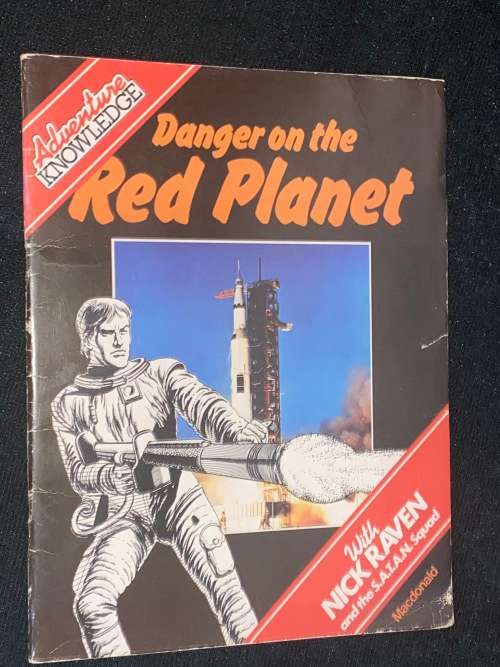 Adventure
KNOWLEDGE
Danger on the
Red Planet
With
NICK RAVEN
and the S.A.T.A.N. Squad
Macdonald